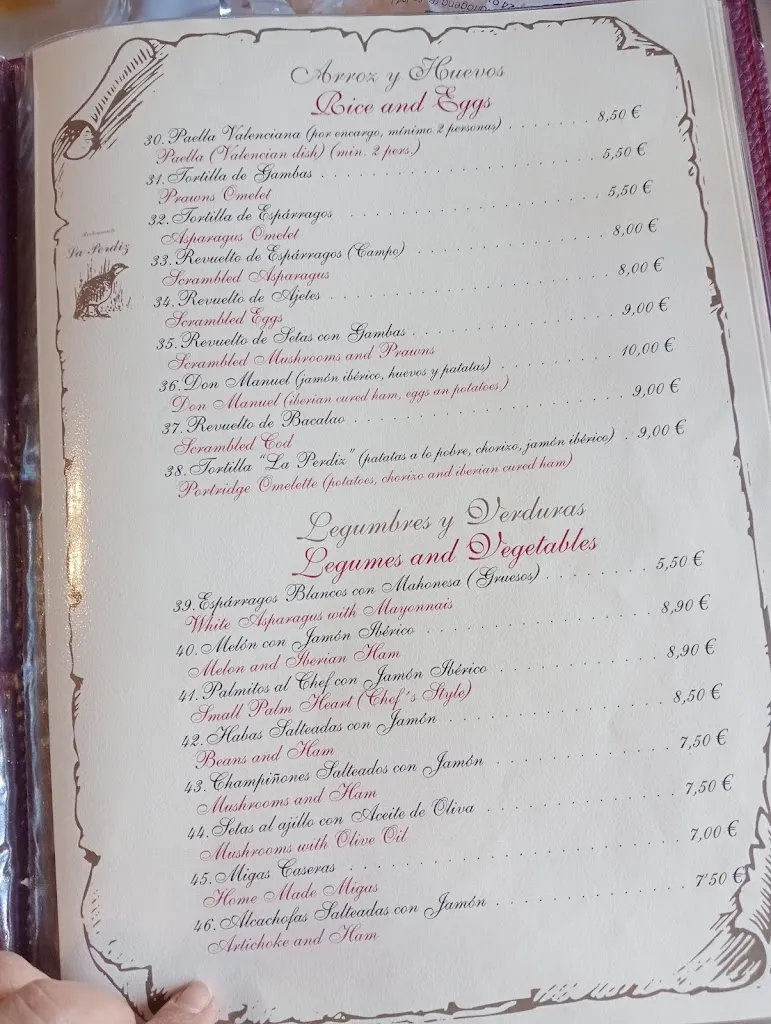 Arroz y Huevos
Rice and Eggs
30. Paella Valenciana (por encargo, mínimo 2 personas) . . . . . . . . 8,50 €
Paella (Valencian dish) (min. 2 pers.)
31. Tortilla de Gambas . . . . . . . . . . . . . . . . . . . . . . . 5,50 €
Prawns Omelet
32. Tortilla de Espárragos . . . . . . . . . . . . . . . . . . . . . 5,50 €
Asparagus Omelet
33. Revuelto de Espárragos (Campo) . . . . . . . . . . . . . . . . 8,00 €
Scrambled Asparagus
34. Revuelto de Ajetes . . . . . . . . . . . . . . . . . . . . . . . 8,00 €
Scrambled Eggs
35. Revuelto de Setas con Gambas . . . . . . . . . . . . . . . . . 9,00 €
Scrambled Mushrooms and Prawns
36. Don Manuel (jamón ibérico, huevos y patatas) . . . . . . . . . . 10,00 €
Don Manuel (iberian cured ham, eggs an potatoes.)
37. Revuelto de Bacalao . . . . . . . . . . . . . . . . . . . . . . 9,00 €
Scrambled Cod
38. Tortilla "La Perdiz" (patatas a lo pobre, chorizo, jamón ibérico) . 9,00 €
Portridge Omelette (potatoes, chorizo and iberian cured ham)
La Perdiz
Legumbres y Verduras
Legumes and Vegetables
39. Espárragos Blancos con Mahonesa (Gruesos) . . . . . . . . . . 5,50 €
White Asparagus with Mayonnais
40. Melón con Jamón Ibérico . . . . . . . . . . . . . . . . . . . 8,90 €
Melon and Iberian Ham
41. Palmitos al Chef con Jamón Ibérico . . . . . . . . . . . . . . 8,90 €
Small Palm Heart (Chef´s Style)
42. Habas Salteadas con Jamón . . . . . . . . . . . . . . . . . . 8,50 €
Beans and Ham
43. Champiñones Salteados con Jamón . . . . . . . . . . . . . . . 7,50 €
Mushrooms and Ham
44. Setas al ajillo con Aceite de Oliva . . . . . . . . . . . . . . 7,50 €
Mushrooms with Olive Oil
45. Migas Caseras . . . . . . . . . . . . . . . . . . . . . . . . 7,00 €
Home Made Migas
46. Alcachofas Salteadas con Jamón . . . . . . . . . . . . . . . . 7'50 €
Artichoke and Ham